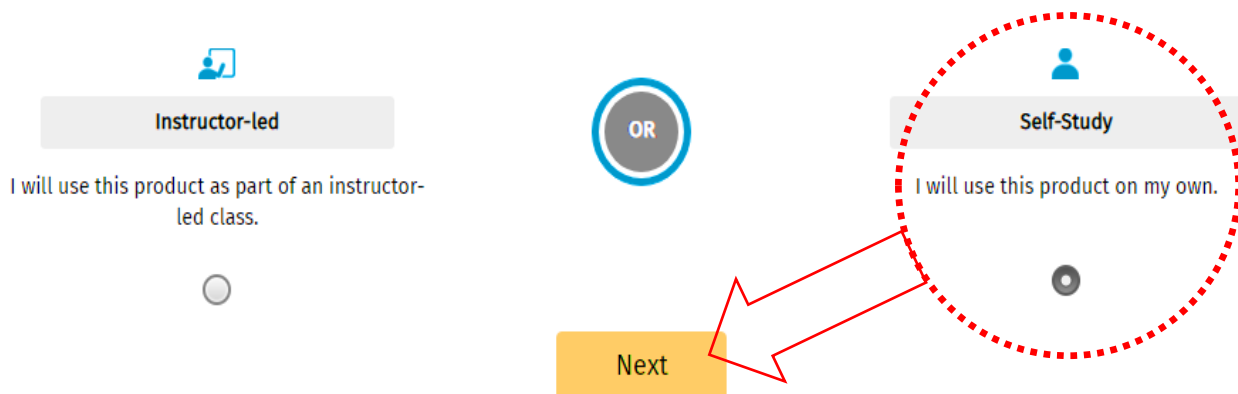 Instructor-led
I will use this product as part of an instructor-
led class.
OR
Self-Study
I will use this product on my own.
Next